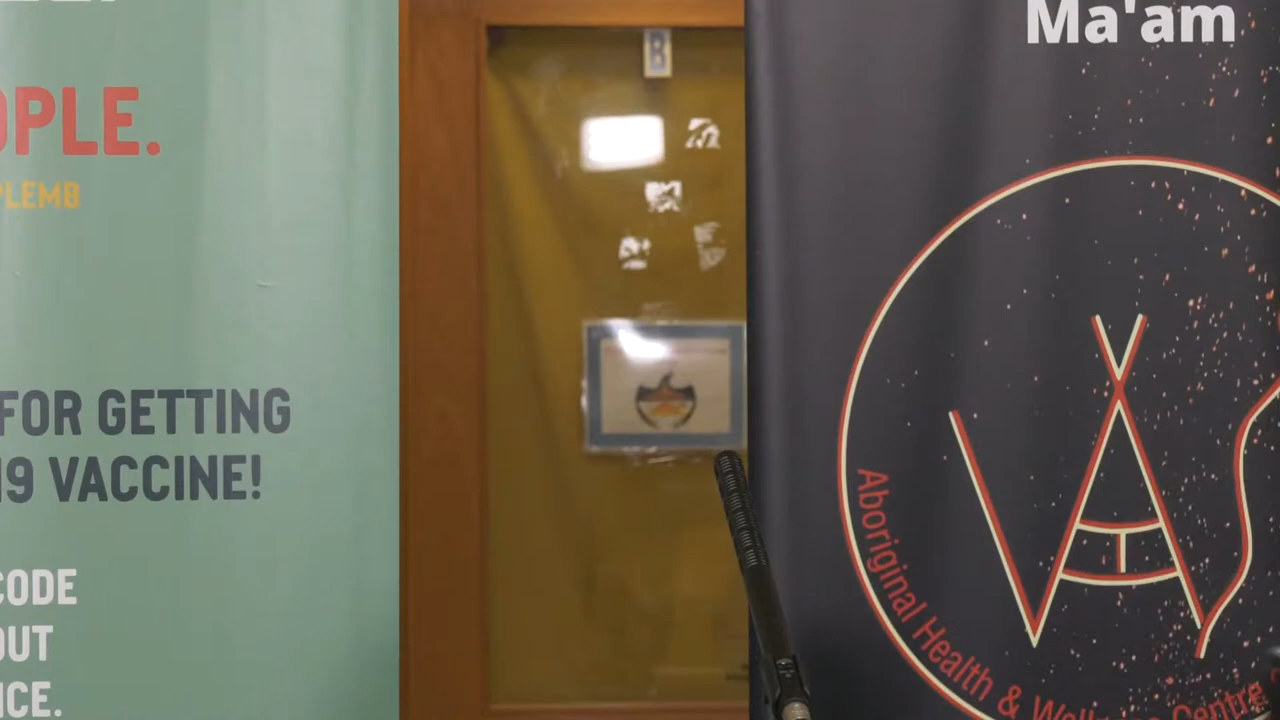 OPLE.
PLEMB
FOR GETTING
19 VACCINE!
CODE
OUT
ICE.
B
Ma'am
Aboriginal Health & Wellness Centre